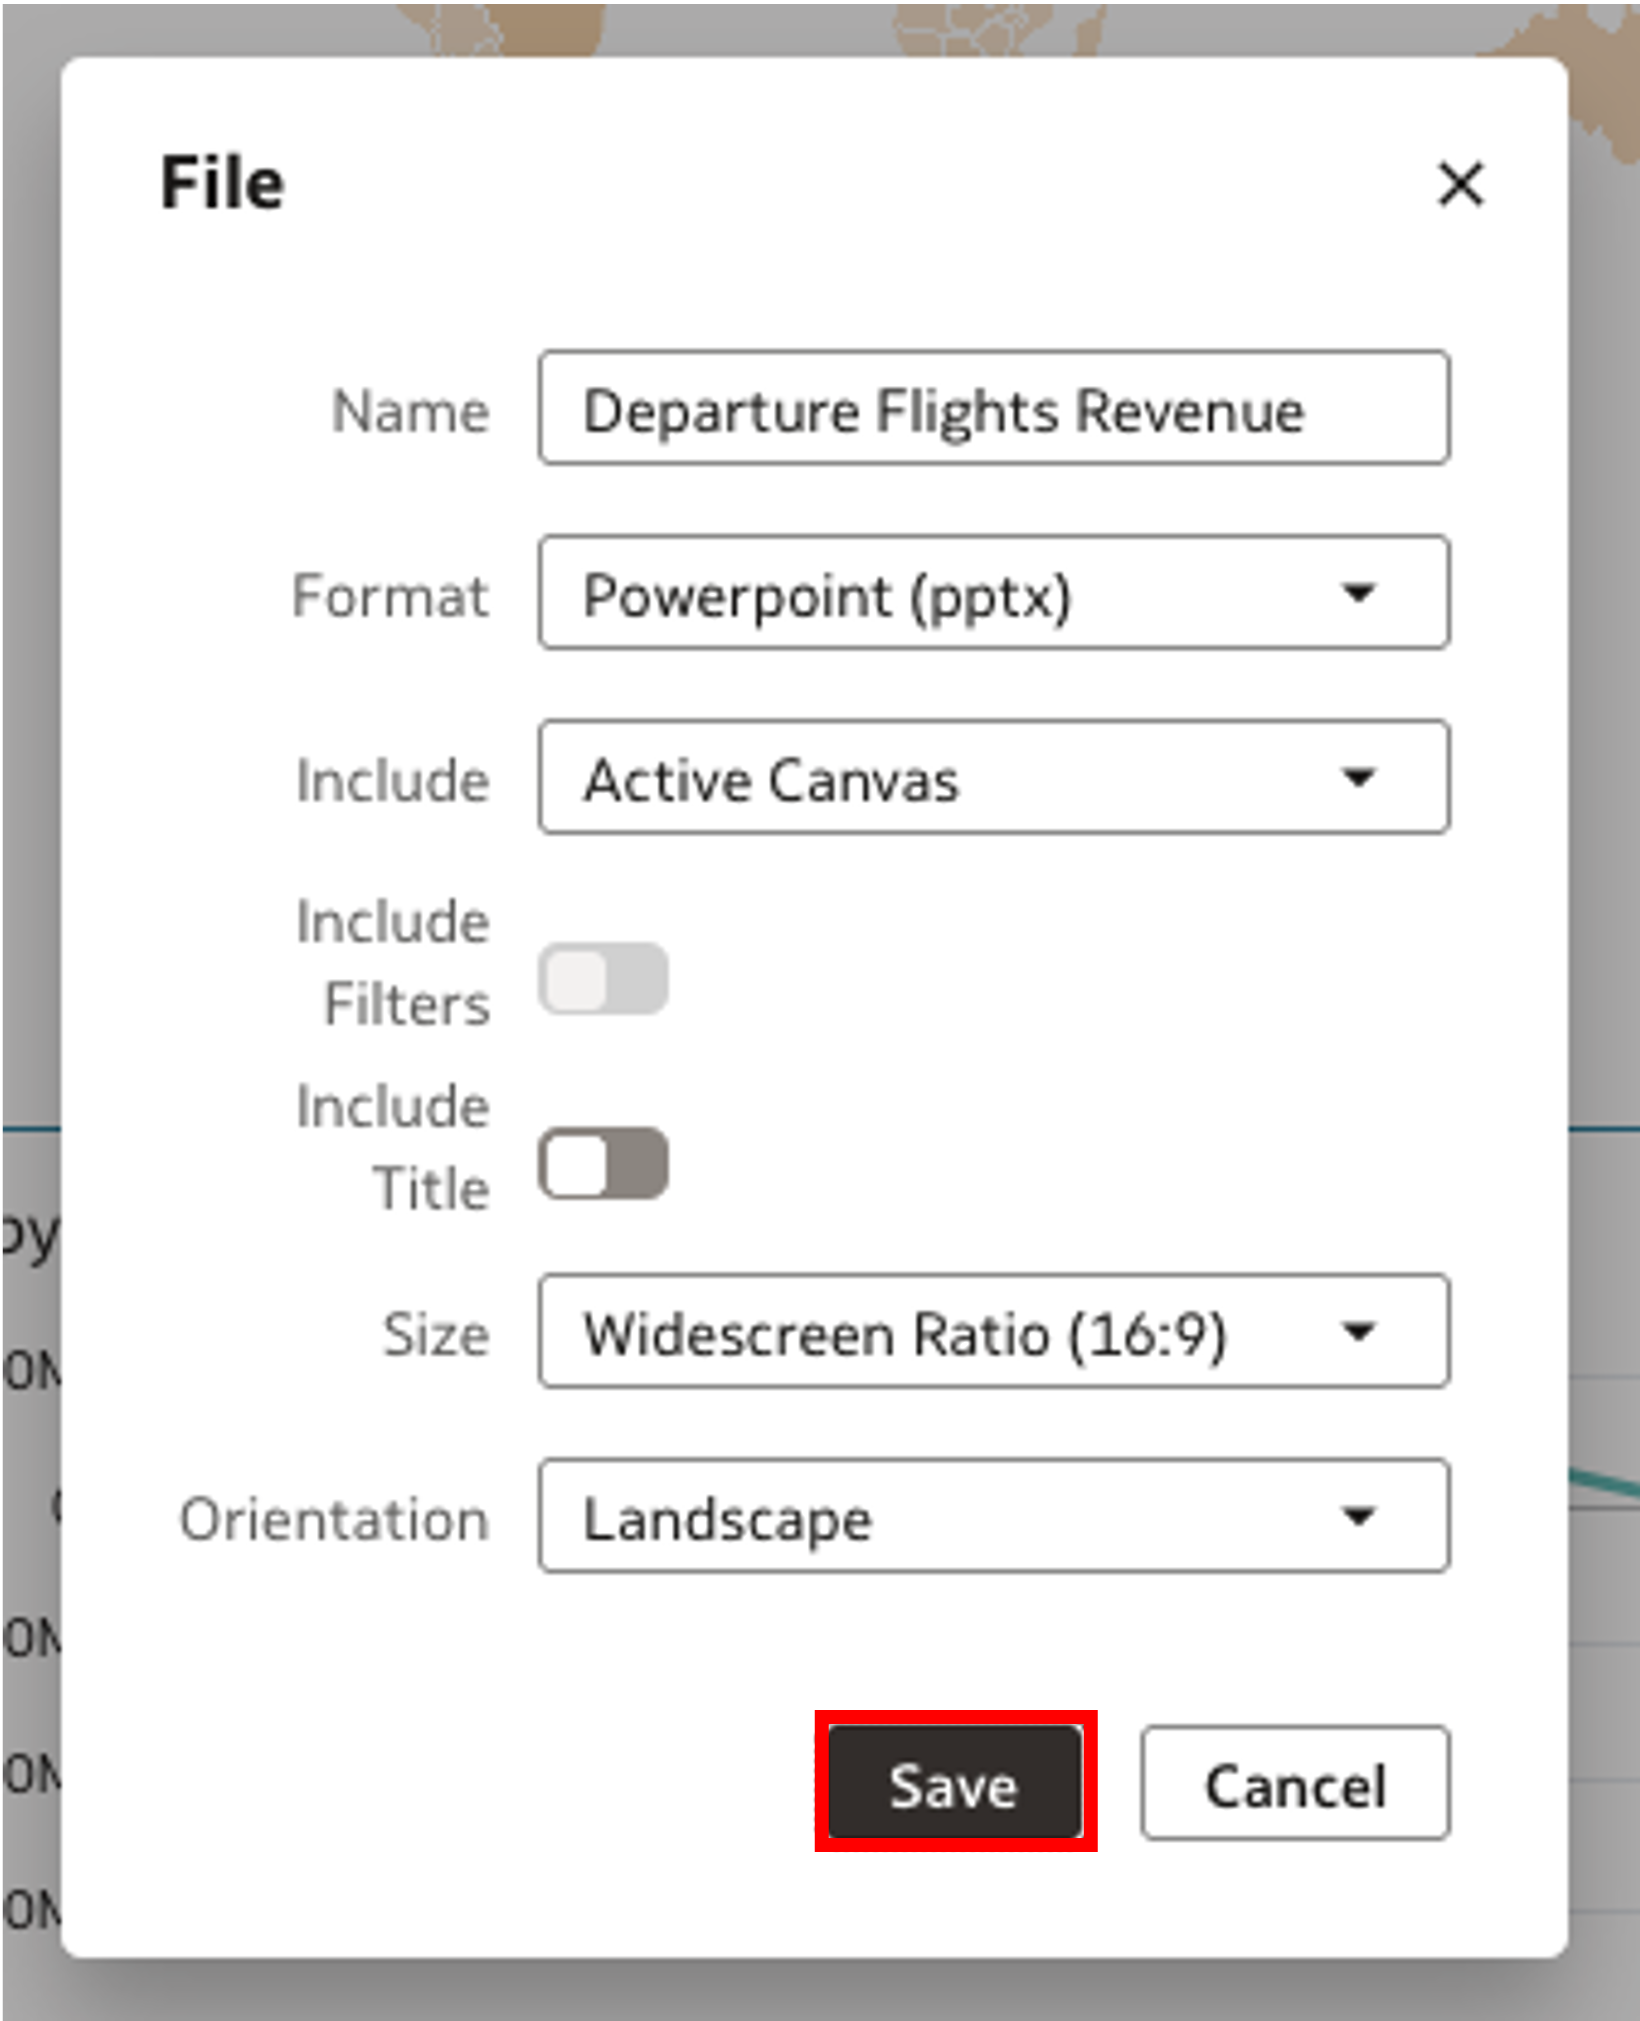 File
Name
Departure Flights Revenue
Format
Powerpoint (pptx)
Include
Active Canvas
Include
Filters
Include
Title
by
Size
Widescreen Ratio (16:9)
Orientation
Landscape
Save
Cancel